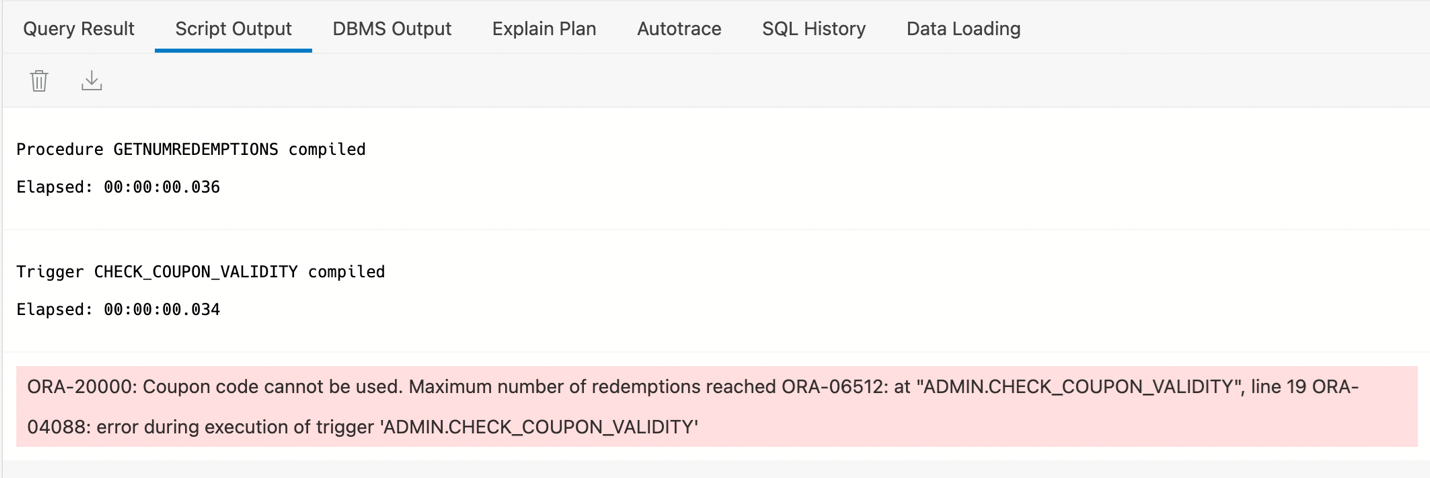 Query Result Script Output DBMS Output Explain Plan Autotrace SQL History Data Loading
Procedure GETNUMREDEMPTIONS compiled
Elapsed: 00:00:00.036
Trigger CHECK_COUPON_VALIDITY compiled
Elapsed: 00:00:00.034
ORA-20000: Coupon code cannot be used. Maximum number of redemptions reached ORA-06512: at "ADMIN.CHECK_COUPON_VALIDITY", line 19 ORA-
04088: error during execution of trigger 'ADMIN.CHECK_COUPON_VALIDITY'